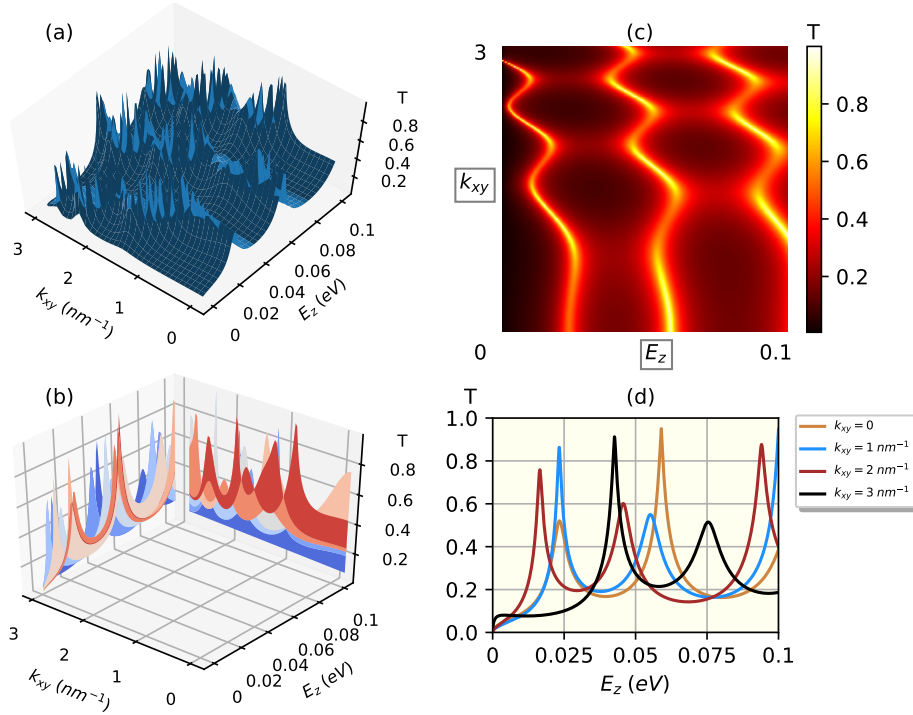 (a)
T
0.8
0.6
0.4
0.2
3
2
1
0
k_xy (nm⁻¹)
0
0.02
0.04
0.06
0.08
0.1
E_z (eV)
(c)
T
3
k_xy
0
E_z
0.1
0.8
0.6
0.4
0.2
(b)
T
0.8
0.6
0.4
0.2
3
2
1
0
k_xy (nm⁻¹)
0
0.02
0.04
0.06
0.08
0.1
E_z (eV)
T
(d)
1.0
0.8
0.6
0.4
0.2
0.0
0
0.025
0.05
0.075
0.1
E_z (eV)
k_xy = 0
k_xy = 1 nm⁻¹
k_xy = 2 nm⁻¹
k_xy = 3 nm⁻¹